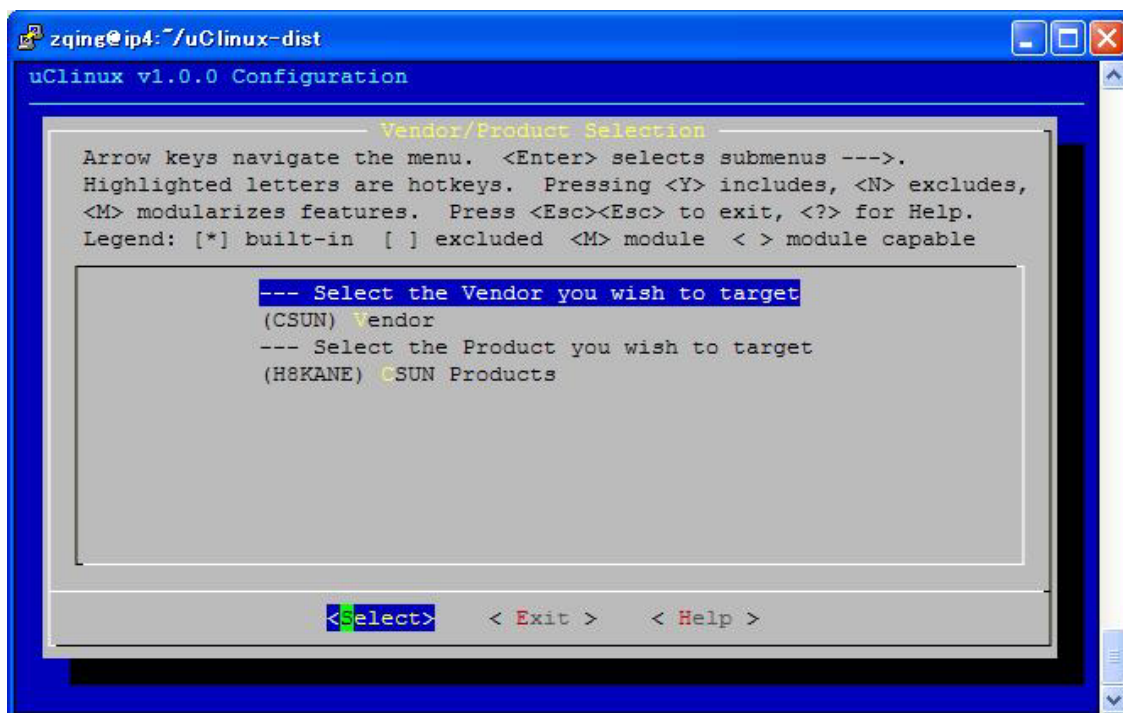 zqing@ip4:~/uClinux-dist
uClinux v1.0.0 Configuration
Vendor/Product Selection
Arrow keys navigate the menu.  <Enter> selects submenus --->.
Highlighted letters are hotkeys.  Pressing <Y> includes, <N> excludes,
<M> modularizes features.  Press <Esc><Esc> to exit, <?> for Help.
Legend: [*] built-in  [ ] excluded  <M> module  < > module capable
--- Select the Vendor you wish to target
(CSUN) Vendor
--- Select the Product you wish to target
(H8KANE) CSUN Products
<Select>    < Exit >    < Help >